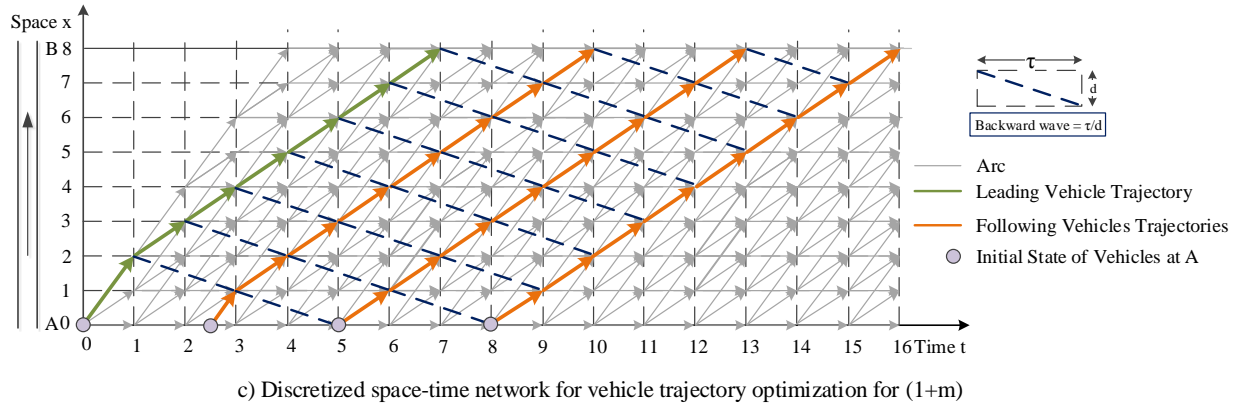 Space x
B 8
7
6
5
4
3
2
1
A0
0 1 2 3 4 5 6 7 8 9 10 11 12 13 14 15 16 Time t
τ
d
Backward wave = τ/d
Arc
Leading Vehicle Trajectory
Following Vehicles Trajectories
Initial State of Vehicles at A
c) Discretized space-time network for vehicle trajectory optimization for (1+m)